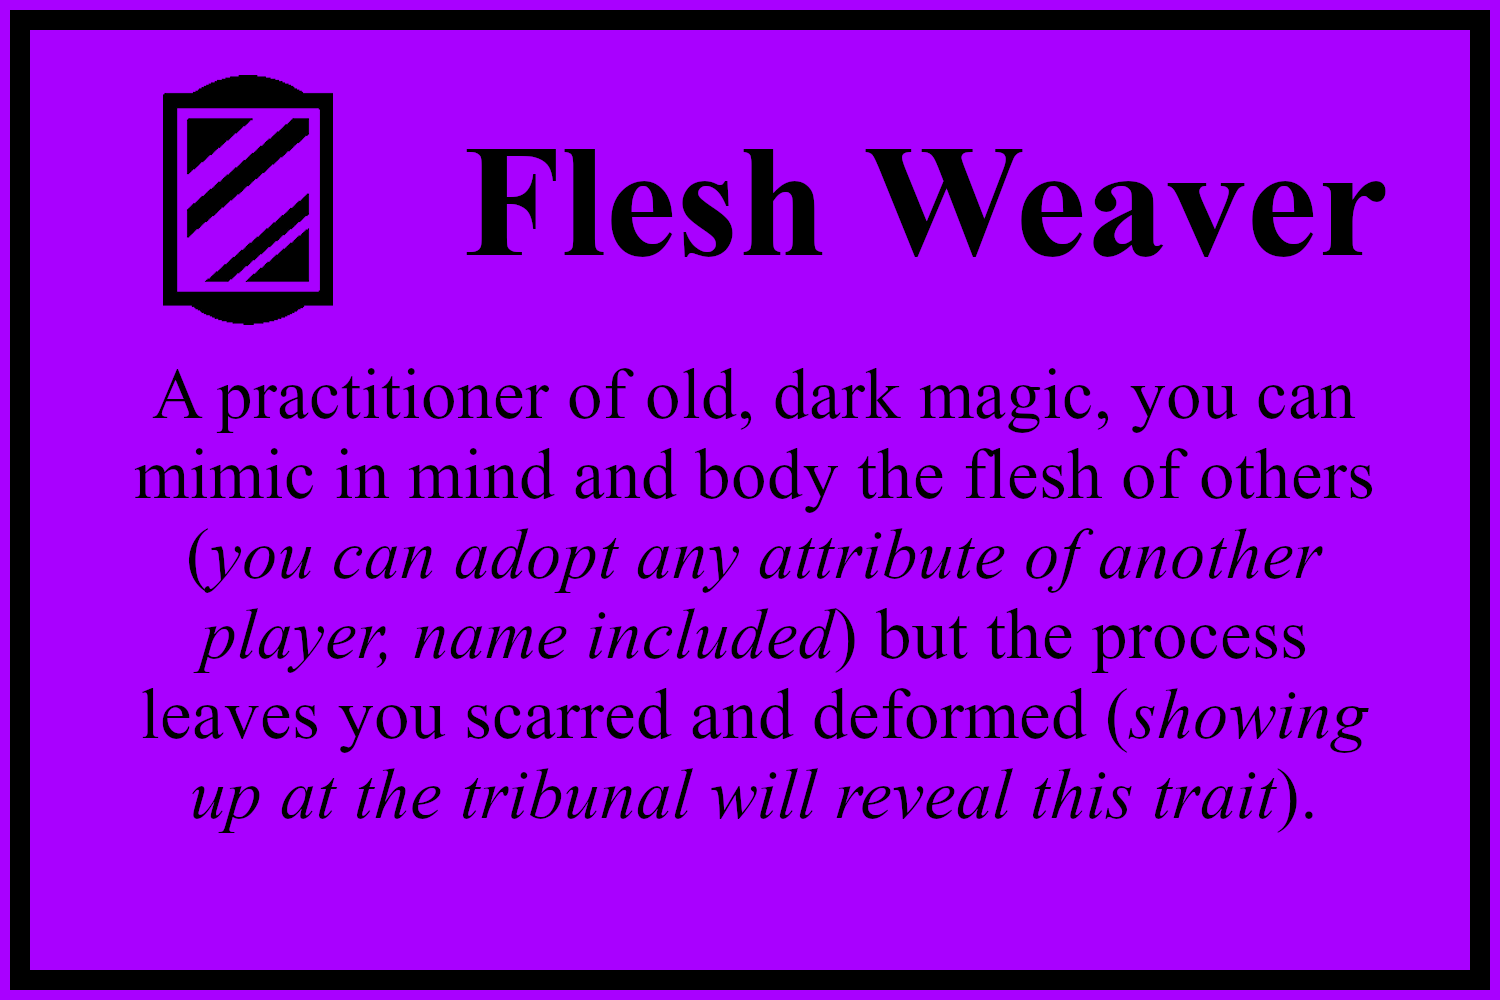 Flesh Weaver
A practitioner of old, dark magic, you can
mimic in mind and body the flesh of others
(you can adopt any attribute of another
player, name included) but the process
leaves you scarred and deformed (showing
up at the tribunal will reveal this trait).